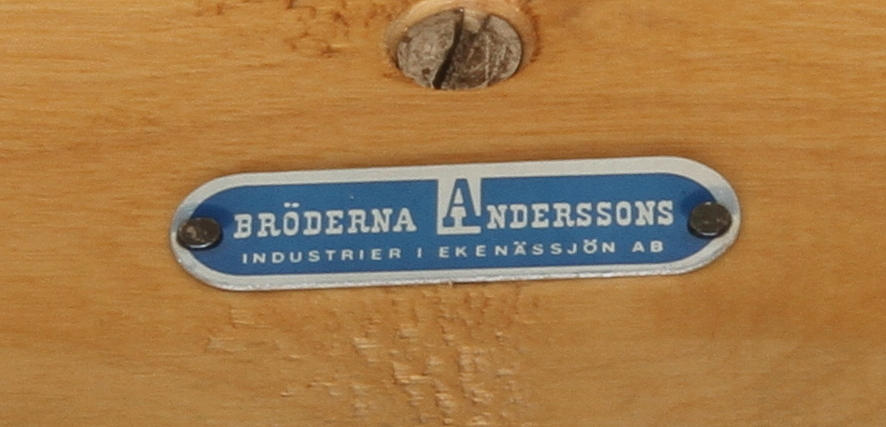 BRÖDERNA ANDERSSONS
INDUSTRIER I EKENÄSSJÖN AB